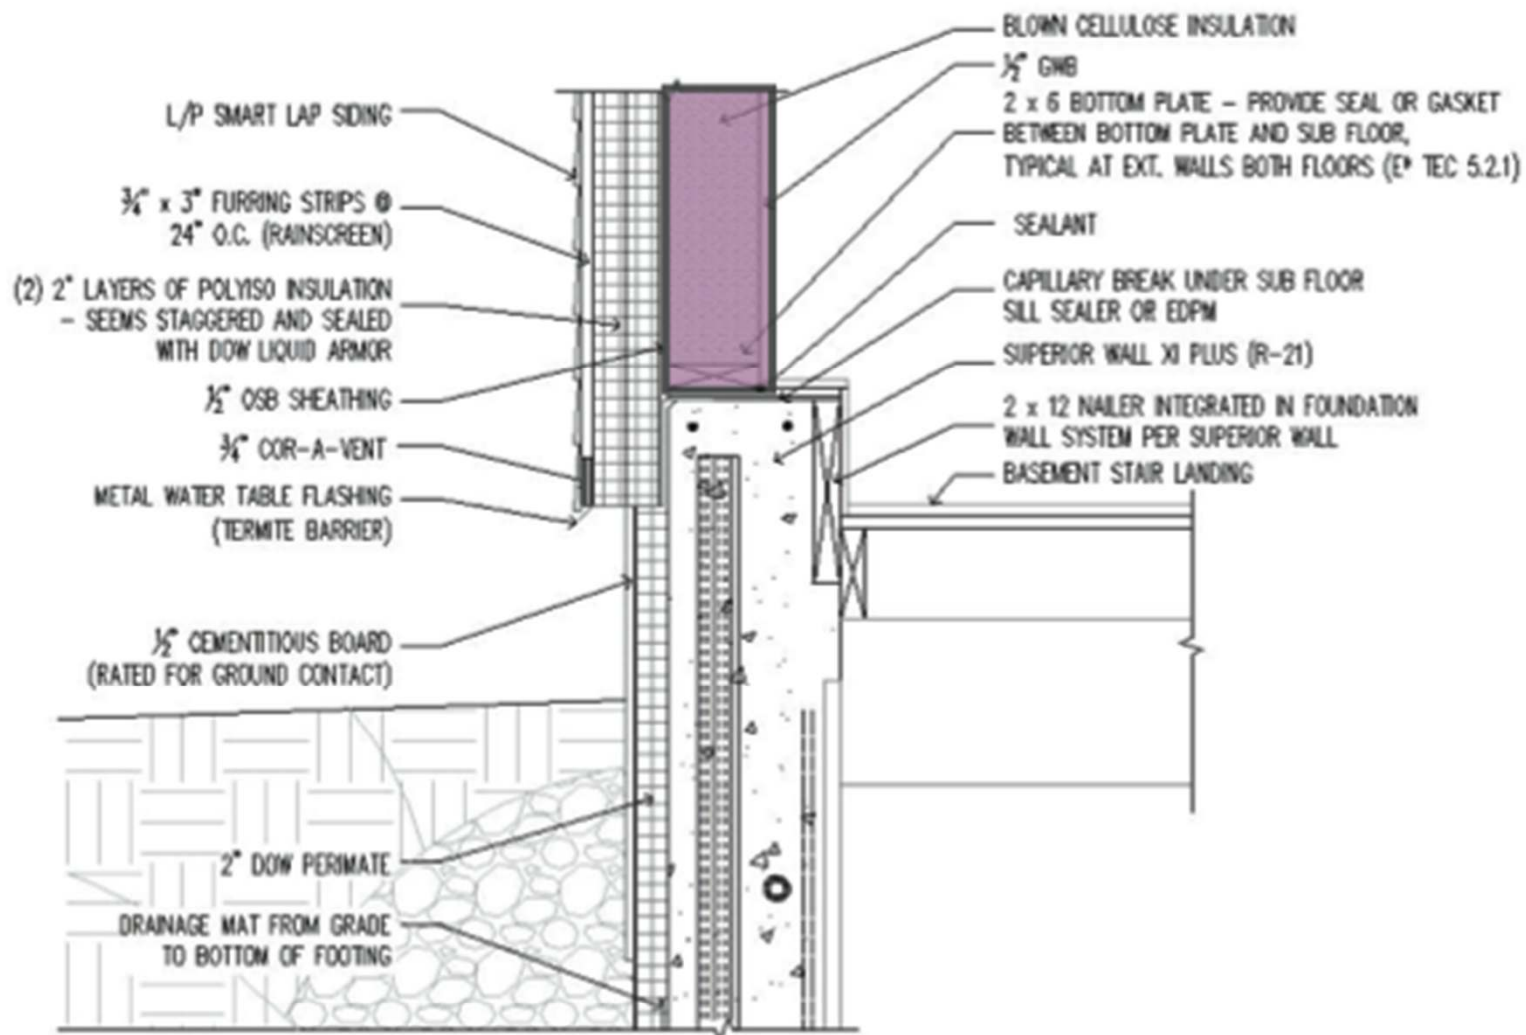 L/P SMART LAP SIDING
¾" x 3" FURRING STRIPS @
24" O.C. (RAINSCREEN)
(2) 2" LAYERS OF POLYISO INSULATION
- SEEMS STAGGERED AND SEALED
WITH DOW LIQUID ARMOR
½" OSB SHEATHING
¾" COR-A-VENT
METAL WATER TABLE FLASHING
(TERMITE BARRIER)
½" CEMENTITIOUS BOARD
(RATED FOR GROUND CONTACT)
2" DOW PERIMATE
DRAINAGE MAT FROM GRADE
TO BOTTOM OF FOOTING
BLOWN CELLULOSE INSULATION
½" GWB
2 x 6 BOTTOM PLATE - PROVIDE SEAL OR GASKET
BETWEEN BOTTOM PLATE AND SUB FLOOR,
TYPICAL AT EXT. WALLS BOTH FLOORS ( TEC 5.2.1)
SEALANT
CAPILLARY BREAK UNDER SUB FLOOR
SILL SEALER OR EDPM
SUPERIOR WALL XI PLUS (R-21)
2 x 12 NAILER INTEGRATED IN FOUNDATION
WALL SYSTEM PER SUPERIOR WALL
BASEMENT STAIR LANDING